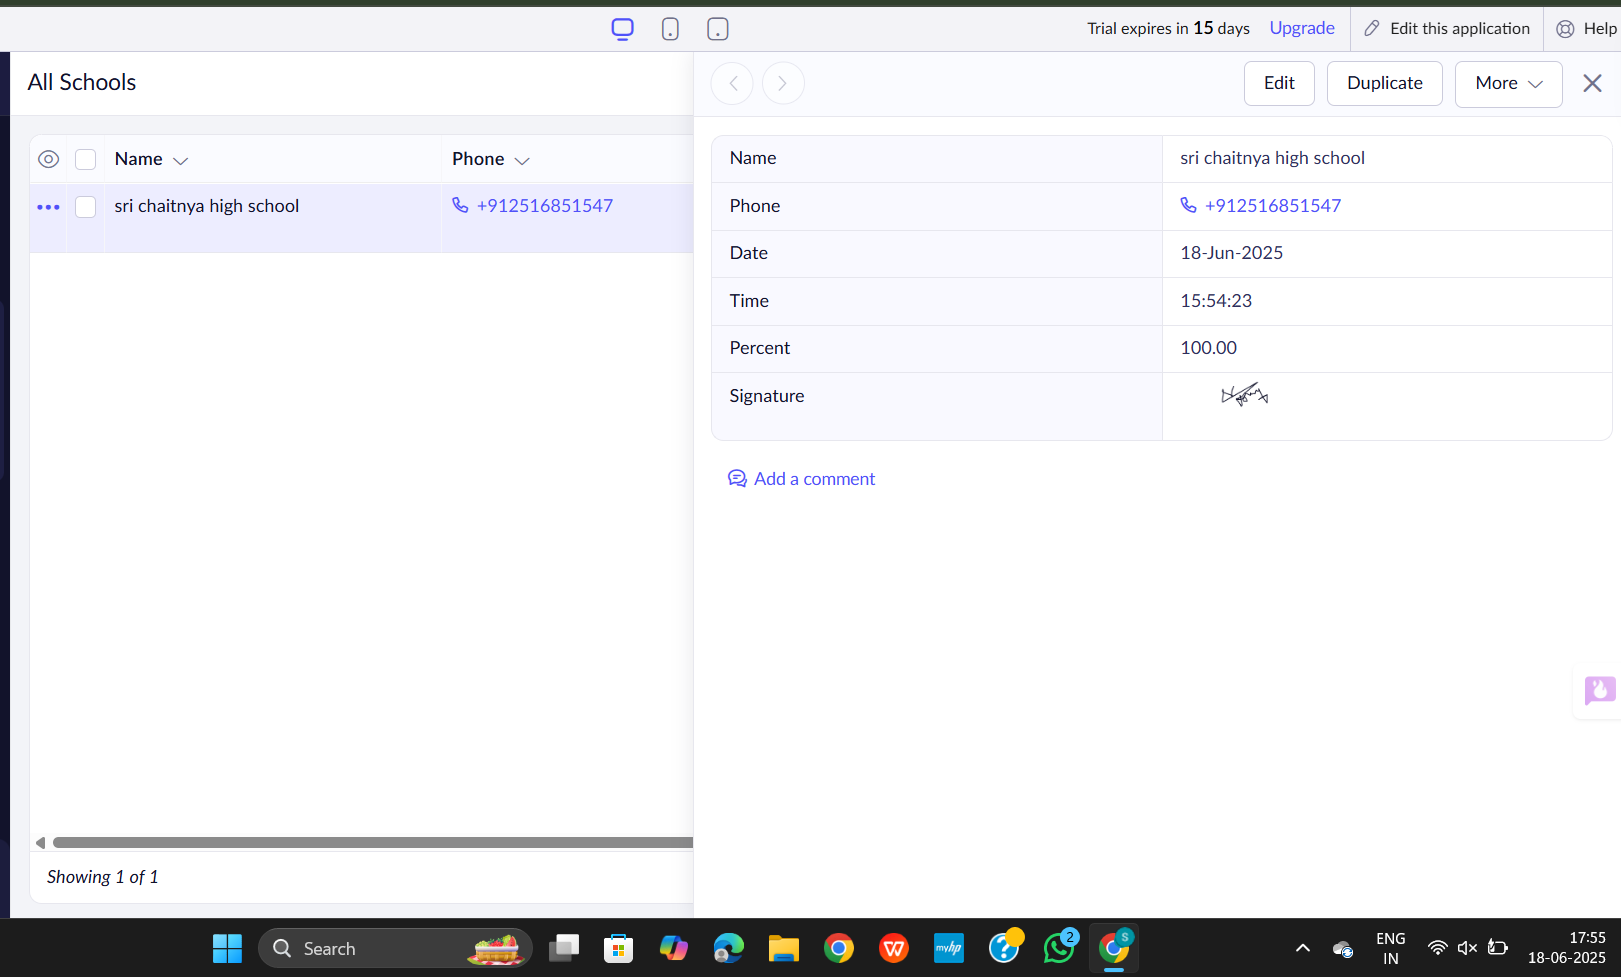 Trial expires in 15 days Upgrade Edit this application Help
All Schools
Edit Duplicate More
Name Phone
sri chaitnya high school +912516851547
Name sri chaitnya high school
Phone +912516851547
Date 18-Jun-2025
Time 15:54:23
Percent 100.00
Signature
Add a comment
Showing 1 of 1
Search
myhp
2
S
ENG
IN
17:55
18-06-2025